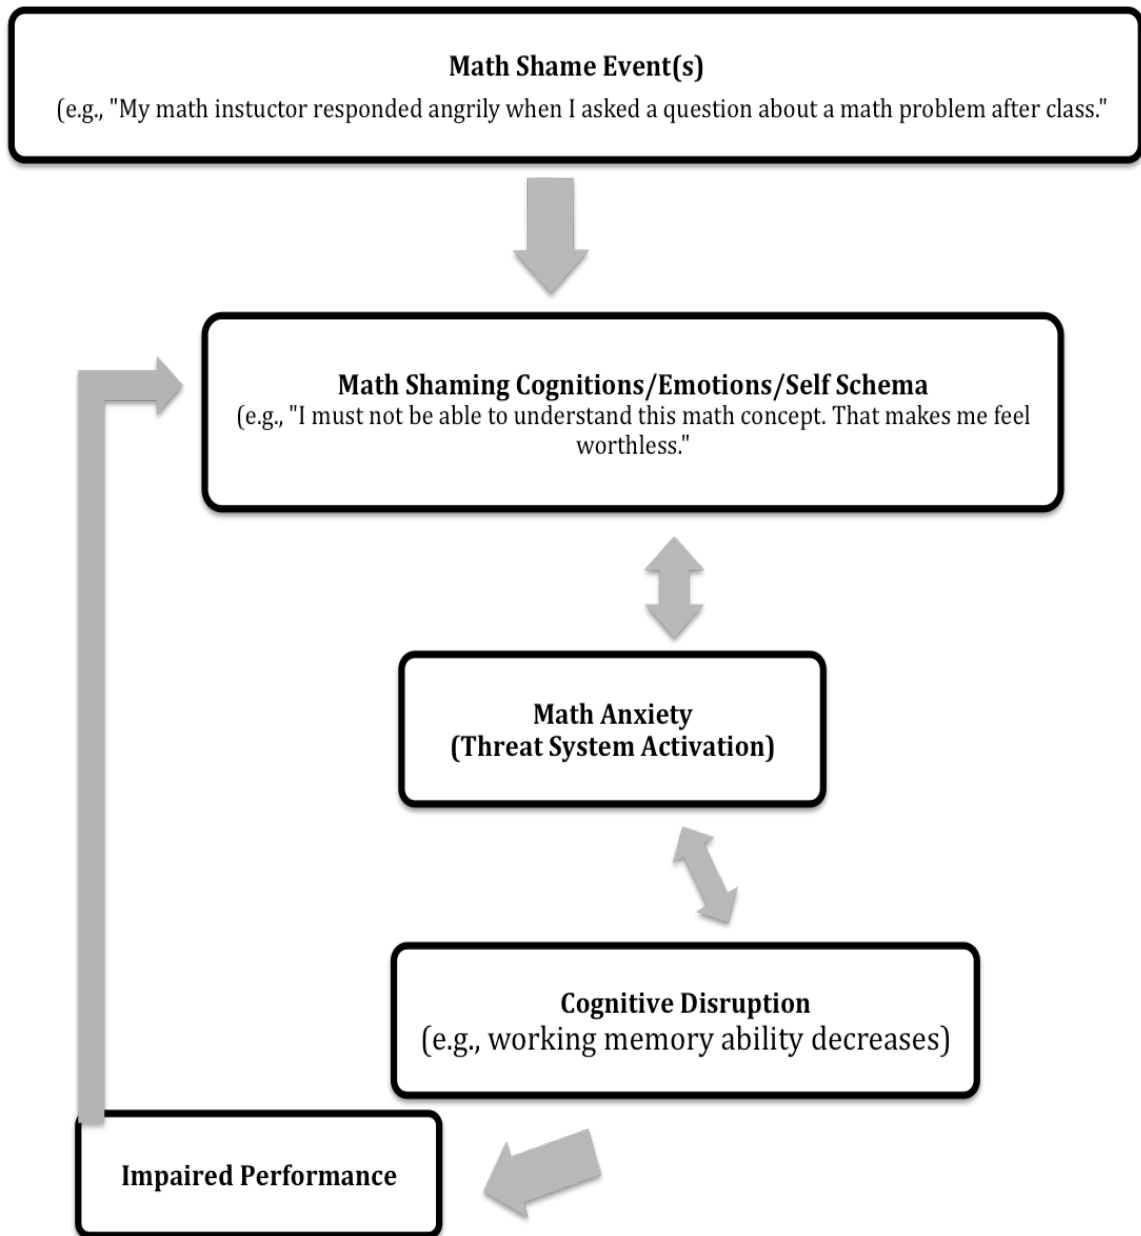 Math Shame Event(s)
(e.g., "My math instuctor responded angrily when I asked a question about a math problem after class."
Math Shaming Cognitions/Emotions/Self Schema
(e.g., "I must not be able to understand this math concept. That makes me feel
worthless."
Math Anxiety
(Threat System Activation)
Cognitive Disruption
(e.g., working memory ability decreases)
Impaired Performance